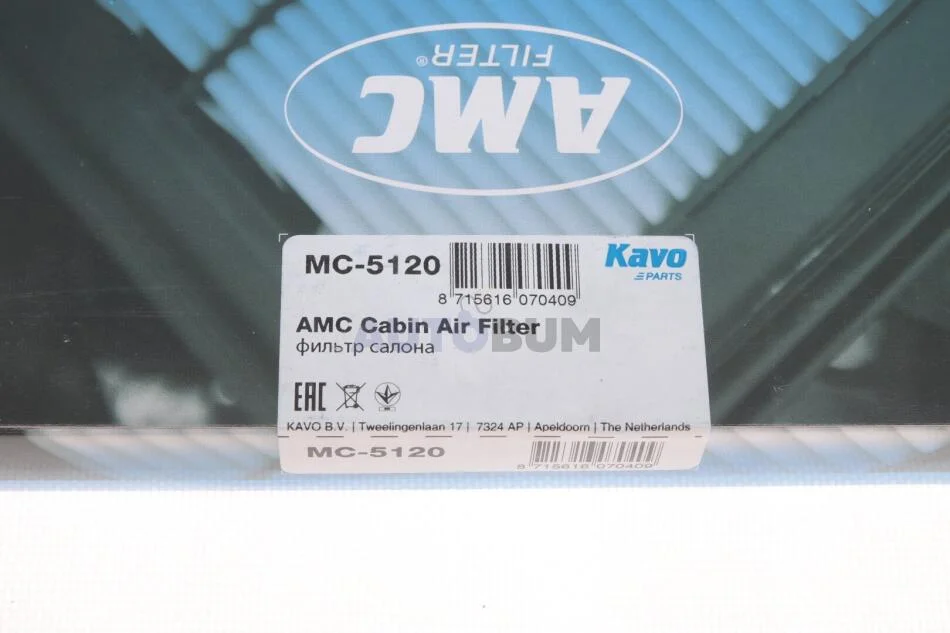 AMC
FILTER®
MC-5120
8 715616 070409
Kavo
PARTS
AMC Cabin Air Filter
фильтр салона
AUTOBUM
EAC
KAVO B.V. | Tweelingenlaan 17 | 7324 AP | Apeldoorn | The Netherlands
MC-5120
8 715616 070409